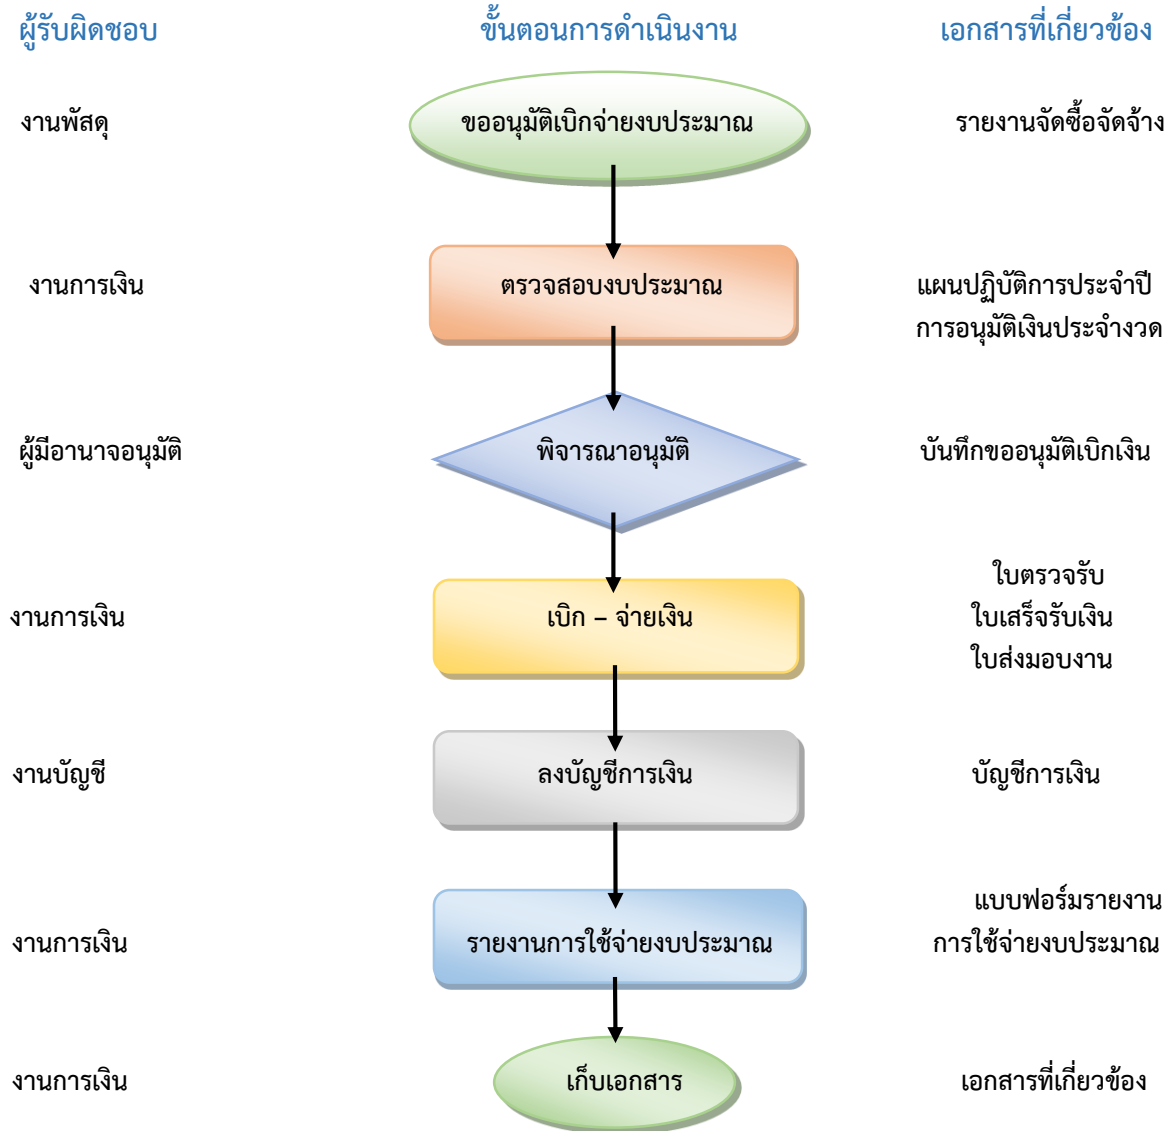 ผู้รับผิดชอบ ขั้นตอนการดำเนินงาน เอกสารที่เกี่ยวข้อง
งานพัสดุ ขออนุมัติเบิกจ่ายงบประมาณ รายงานจัดซื้อจัดจ้าง
งานการเงิน ตรวจสอบงบประมาณ แผนปฏิบัติการประจำปี
การอนุมัติเงินประจำงวด
ผู้มีอานาจอนุมัติ พิจารณาอนุมัติ บันทึกขออนุมัติเบิกเงิน
ใบตรวจรับ
งานการเงิน เบิก – จ่ายเงิน ใบเสร็จรับเงิน
ใบส่งมอบงาน
งานบัญชี ลงบัญชีการเงิน บัญชีการเงิน
แบบฟอร์มรายงาน
งานการเงิน รายงานการใช้จ่ายงบประมาณ การใช้จ่ายงบประมาณ
งานการเงิน เก็บเอกสาร เอกสารที่เกี่ยวข้อง